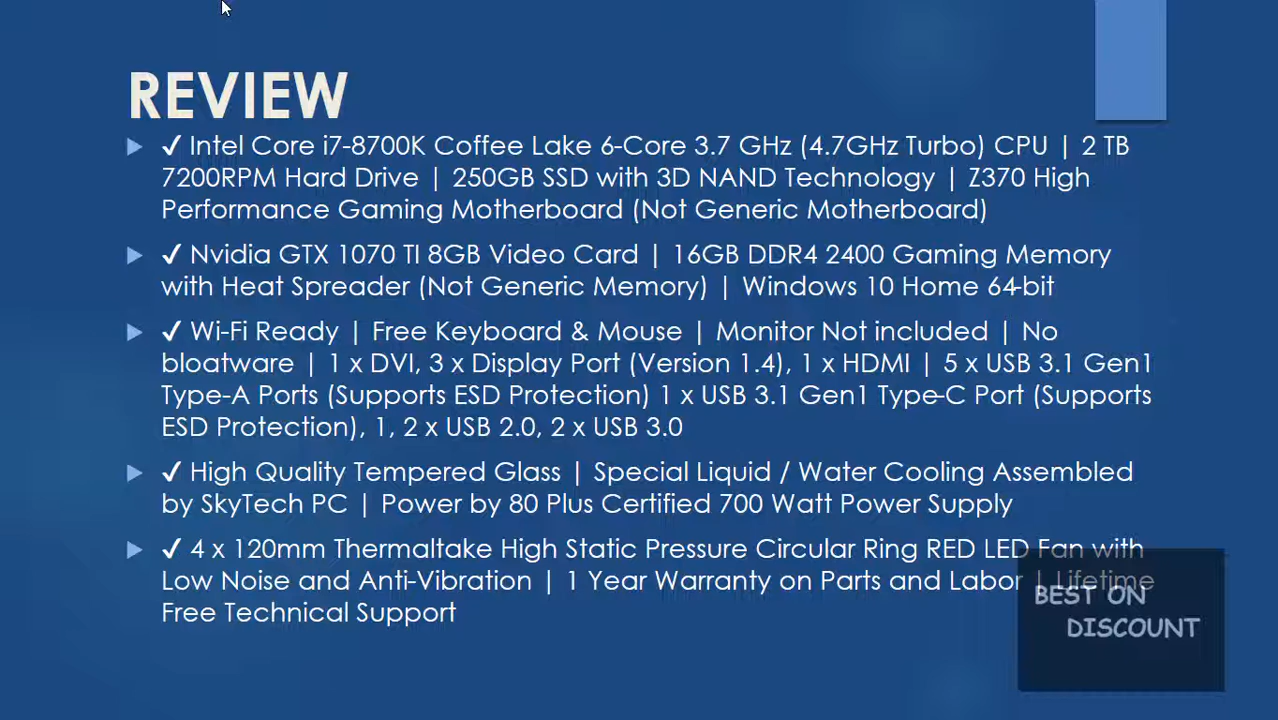 REVIEW
✓ Intel Core i7-8700K Coffee Lake 6-Core 3.7 GHz (4.7GHz Turbo) CPU | 2 TB
7200RPM Hard Drive | 250GB SSD with 3D NAND Technology | Z370 High
Performance Gaming Motherboard (Not Generic Motherboard)
✓ Nvidia GTX 1070 TI 8GB Video Card | 16GB DDR4 2400 Gaming Memory
with Heat Spreader (Not Generic Memory) | Windows 10 Home 64-bit
✓ Wi-Fi Ready | Free Keyboard & Mouse | Monitor Not included | No
bloatware | 1 x DVI, 3 x Display Port (Version 1.4), 1 x HDMI | 5 x USB 3.1 Gen1
Type-A Ports (Supports ESD Protection) 1 x USB 3.1 Gen1 Type-C Port (Supports
ESD Protection), 1, 2 x USB 2.0, 2 x USB 3.0
✓ High Quality Tempered Glass | Special Liquid / Water Cooling Assembled
by SkyTech PC | Power by 80 Plus Certified 700 Watt Power Supply
✓ 4 x 120mm Thermaltake High Static Pressure Circular Ring RED LED Fan with
Low Noise and Anti-Vibration | 1 Year Warranty on Parts and Labor | Lifetime
Free Technical Support
BEST ON
DISCOUNT